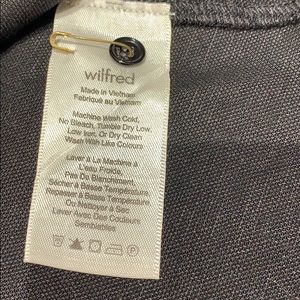 wilfred
Made in Vietnam
Fabriqué au Vietnam
Machine Wash Cold,
No Bleach, Tumble Dry Low,
Low Iron, Or Dry Clean
Wash With Like Colours
Laver À La Machine À
L'eau Froide,
Pas De Blanchiment,
Sécher à Basse Température
Repasser à Basse Température
Ou Nettoyer à Sec
Laver Avec Des Couleurs
Semblables